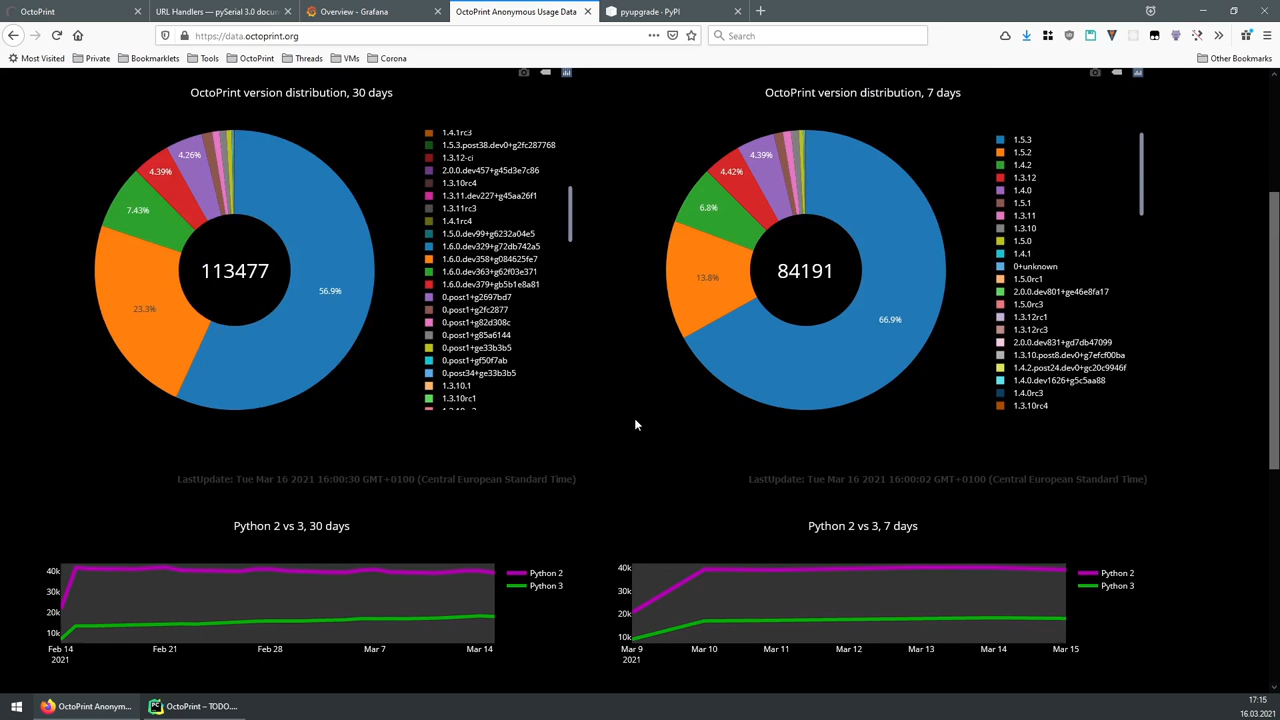 OctoPrint
URL Handlers — pySerial 3.0 docun
Overview - Grafana
OctoPrint Anonymous Usage Data
pyupgrade · PyPI
https://data.octoprint.org
Search
Most Visited
Private
Bookmarklets
Tools
OctoPrint
Threads
VMs
Corona
Other Bookmarks
OctoPrint version distribution, 30 days
4.26%
4.39%
7.43%
23.3%
56.9%
113477
1.4.1rc3
1.5.3.post38.dev0+g2fc287768
1.3.12-ci
2.0.0.dev457+g45d3e7c86
1.3.10rc4
1.3.11.dev227+g45aa26f1
1.3.11rc3
1.4.1rc4
1.5.0.dev99+g6232a04e5
1.6.0.dev329+g72db742a5
1.6.0.dev358+g084625fe7
1.6.0.dev363+g62f03e371
1.6.0.dev379+gb5b1e8a81
0.post1+g2697bd7
0.post1+g2fc2877
0.post1+g82d308c
0.post1+g85a6144
0.post1+ge33b3b5
0.post1+gf50f7ab
0.post34+ge33b3b5
1.3.10.1
1.3.10rc1
LastUpdate: Tue Mar 16 2021 16:00:30 GMT+0100 (Central European Standard Time)
OctoPrint version distribution, 7 days
4.39%
4.42%
6.8%
13.8%
66.9%
84191
1.5.3
1.5.2
1.4.2
1.3.12
1.4.0
1.5.1
1.3.11
1.3.10
1.5.0
1.4.1
0+unknown
1.5.0rc1
2.0.0.dev801+ge46e8fa17
1.5.0rc3
1.3.12rc1
1.3.12rc3
2.0.0.dev831+gd7db47099
1.3.10.post8.dev0+g7efcf00ba
1.4.2.post24.dev0+gc20c9946f
1.4.0.dev1626+g5c5aa88
1.4.0rc3
1.3.10rc4
LastUpdate: Tue Mar 16 2021 16:00:02 GMT+0100 (Central European Standard Time)
Python 2 vs 3, 30 days
40k
30k
20k
10k
Feb 14
2021
Feb 21
Feb 28
Mar 7
Mar 14
Python 2
Python 3
Python 2 vs 3, 7 days
40k
30k
20k
10k
Mar 9
2021
Mar 10
Mar 11
Mar 12
Mar 13
Mar 14
Mar 15
Python 2
Python 3
OctoPrint Anonym...
OctoPrint – TODO....
17:15
16.03.2021